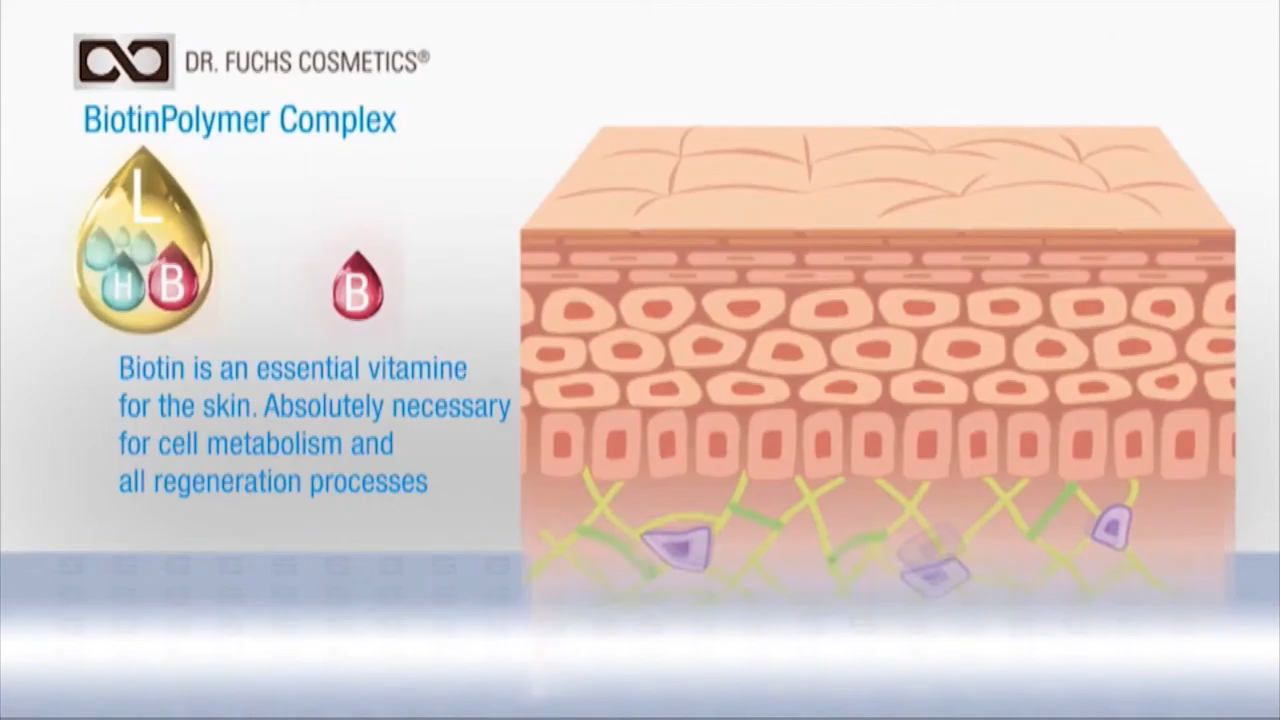 DR. FUCHS COSMETICS®
BiotinPolymer Complex
L
H B
B
Biotin is an essential vitamine
for the skin. Absolutely necessary
for cell metabolism and
all regeneration processes